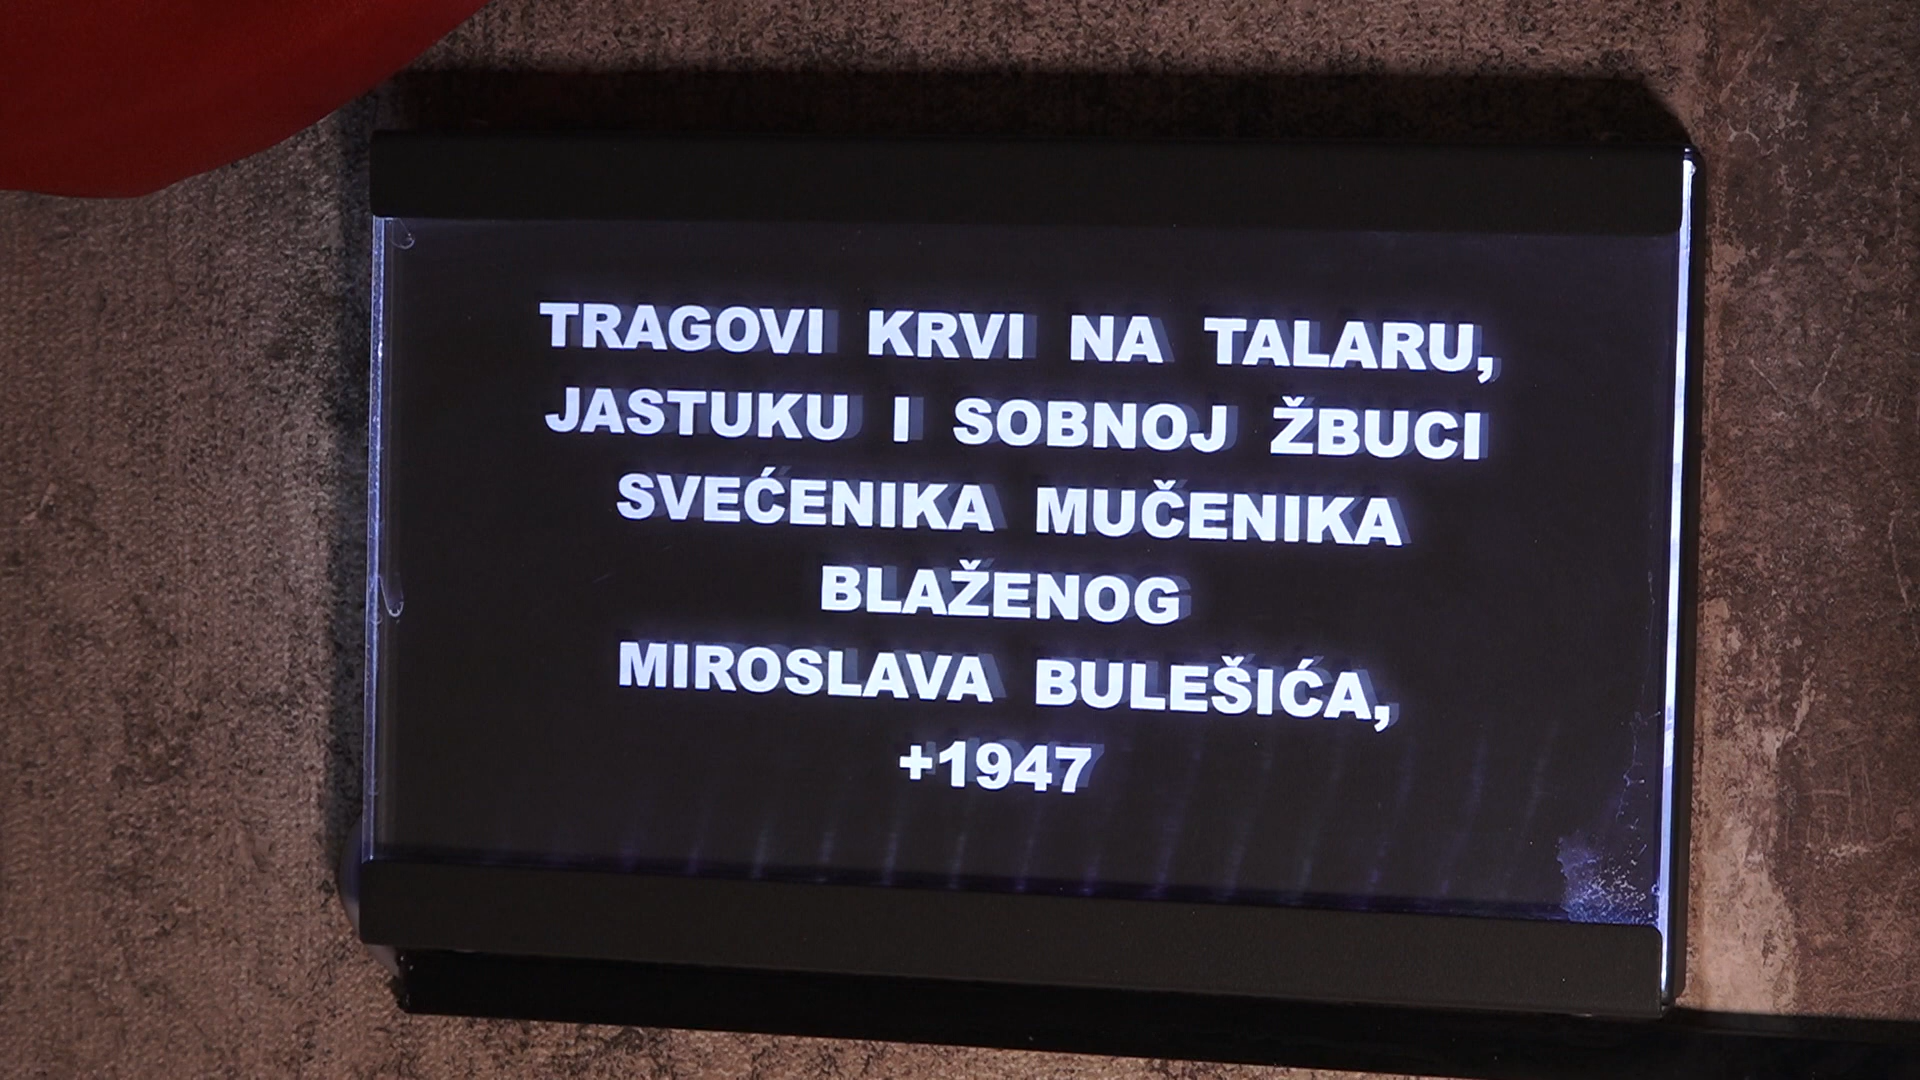 TRAGOVI KRVI NA TALARU,
JASTUKU I SOBNOJ ŽBUCI
SVEĆENIKA MUČENIKA
BLAŽENOG
MIROSLAVA BULEŠIĆA,
+1947